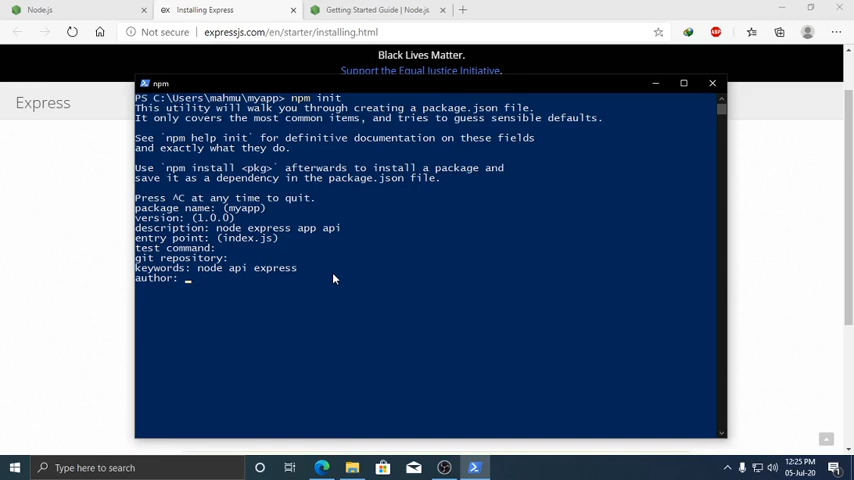 Node.js
ex Installing Express
Getting Started Guide | Node.js
Not secure | expressjs.com/en/starter/installing.html
ABP
Black Lives Matter.
Support the Equal Justice Initiative.
Express
npm
PS C:\Users\mahmu\myapp> npm init
This utility will walk you through creating a package.json file.
It only covers the most common items, and tries to guess sensible defaults.
See `npm help init` for definitive documentation on these fields
and exactly what they do.
Use `npm install <pkg>` afterwards to install a package and
save it as a dependency in the package.json file.
Press ^C at any time to quit.
package name: (myapp)
version: (1.0.0)
description: node express app api
entry point: (index.js)
test command:
git repository:
keywords: node api express
author:
Type here to search
12:25 PM
05-Jul-20
1